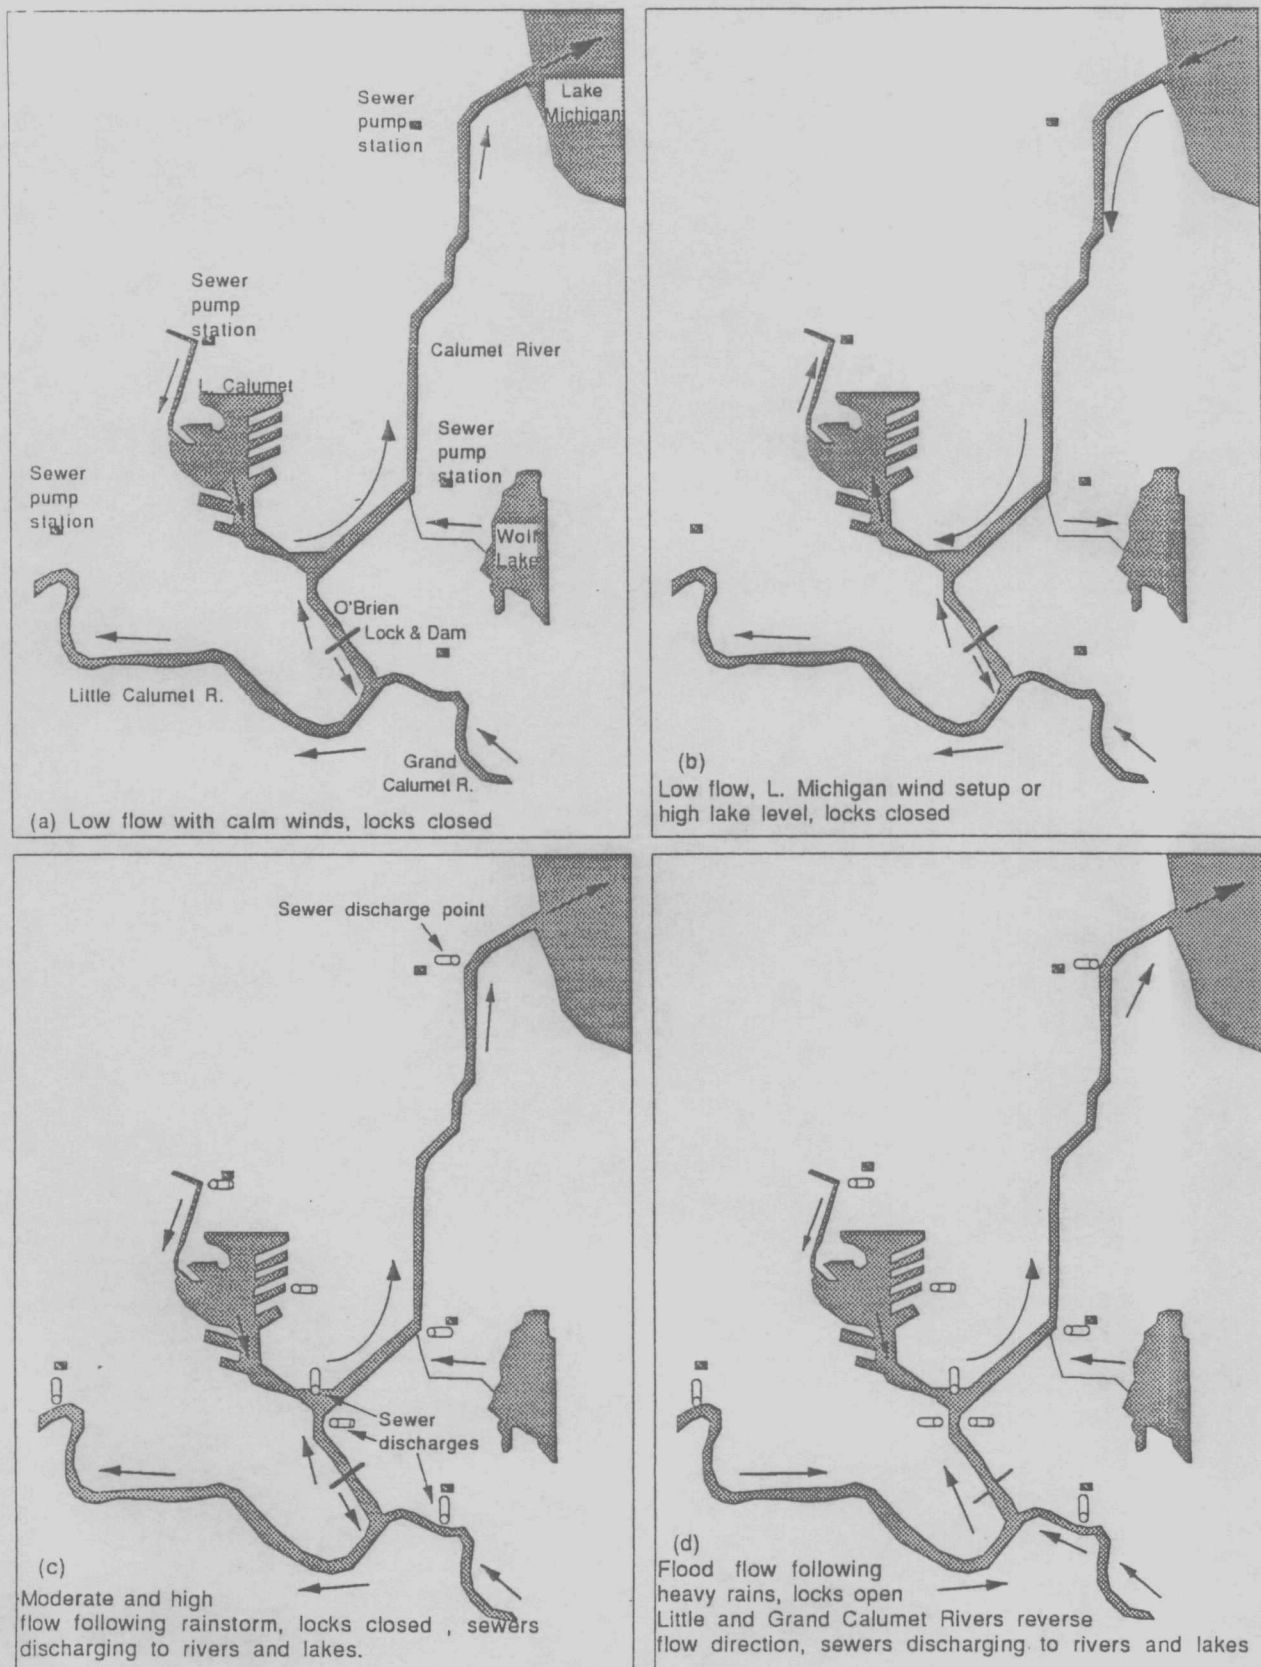 Lake
Michigan
Sewer
pump
station
Sewer
pump
station
Calumet River
L. Calumet
Sewer
pump
station
Sewer
pump
station
Wolf
Lake
O'Brien
Lock & Dam
Little Calumet R.
Grand
Calumet R.
(a) Low flow with calm winds, locks closed
(b)
Low flow, L. Michigan wind setup or
high lake level, locks closed
Sewer discharge point
Sewer
discharges
(c)
Moderate and high
flow following rainstorm, locks closed , sewers
discharging to rivers and lakes.
(d)
Flood flow following
heavy rains, locks open
Little and Grand Calumet Rivers reverse
flow direction, sewers discharging to rivers and lakes